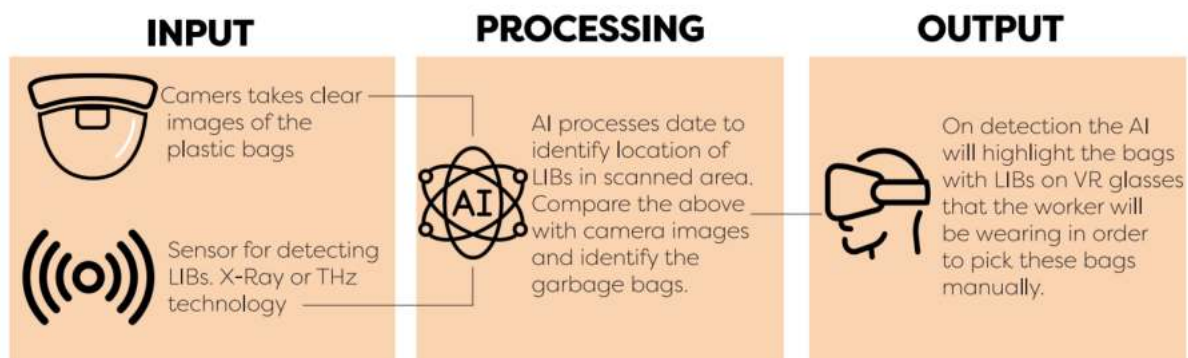 INPUT
Camers takes clear
images of the
plastic bags
Sensor for detecting
LIBs. X-Ray or THz
technology
PROCESSING
AI
AI processes date to
identify location of
LIBs in scanned area.
Compare the above
with camera images
and identify the
garbage bags.
OUTPUT
On detection the AI
will highlight the bags
with LIBs on VR glasses
that the worker will
be wearing in order
to pick these bags
manually.